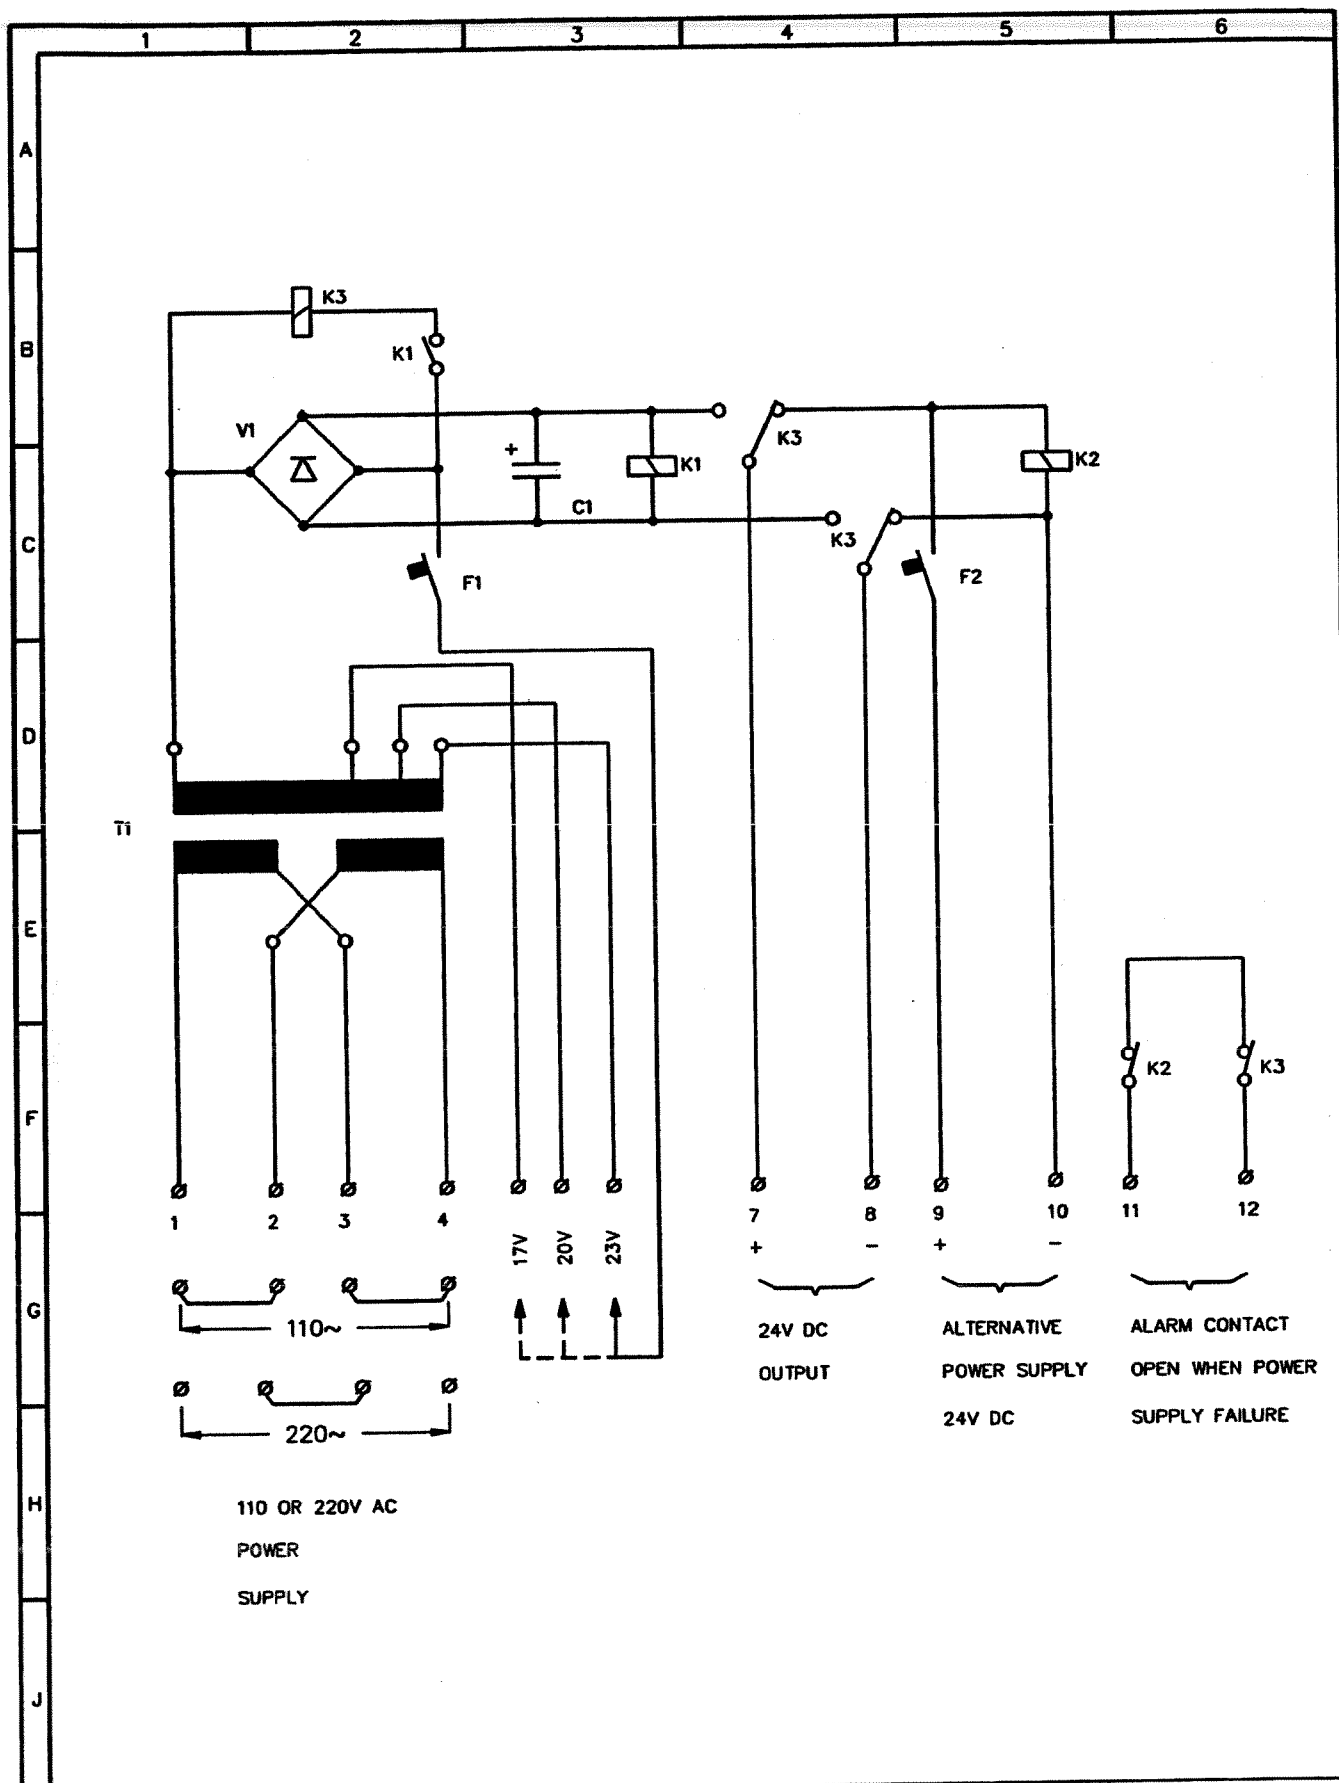 1 2 3 4 5 6
A
K3
B
K1
V1
K3
+
K1
K2
C1
C
K3
F1
F2
D
T1
E
K2
K3
F
1 2 3 4 7 8 9 10 11 12
17V 20V 23V
+ − + −
G
110~
24V DC
OUTPUT
ALTERNATIVE
POWER SUPPLY
24V DC
ALARM CONTACT
OPEN WHEN POWER
SUPPLY FAILURE
220~
H
110 OR 220V AC
POWER
SUPPLY
J